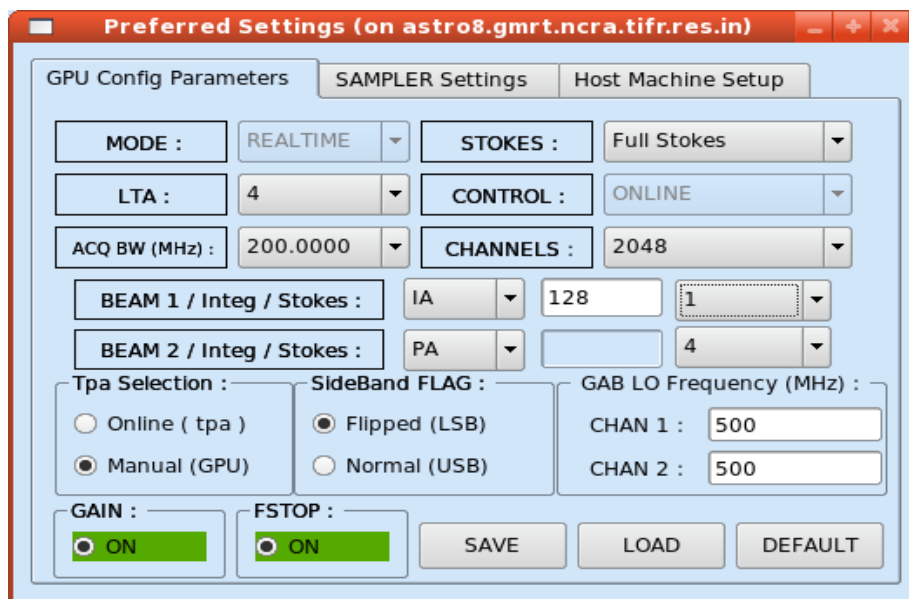 Preferred Settings (on astro8.gmrt.ncra.tifr.res.in)
GPU Config Parameters SAMPLER Settings Host Machine Setup
MODE : REALTIME STOKES : Full Stokes
LTA : 4 CONTROL : ONLINE
ACQ BW (MHz) : 200.0000 CHANNELS : 2048
BEAM 1 / Integ / Stokes : IA 128 1
BEAM 2 / Integ / Stokes : PA 4
Tpa Selection : SideBand FLAG : GAB LO Frequency (MHz) :
Online ( tpa ) Flipped (LSB) CHAN 1 : 500
Manual (GPU) Normal (USB) CHAN 2 : 500
GAIN : FSTOP :
ON ON SAVE LOAD DEFAULT